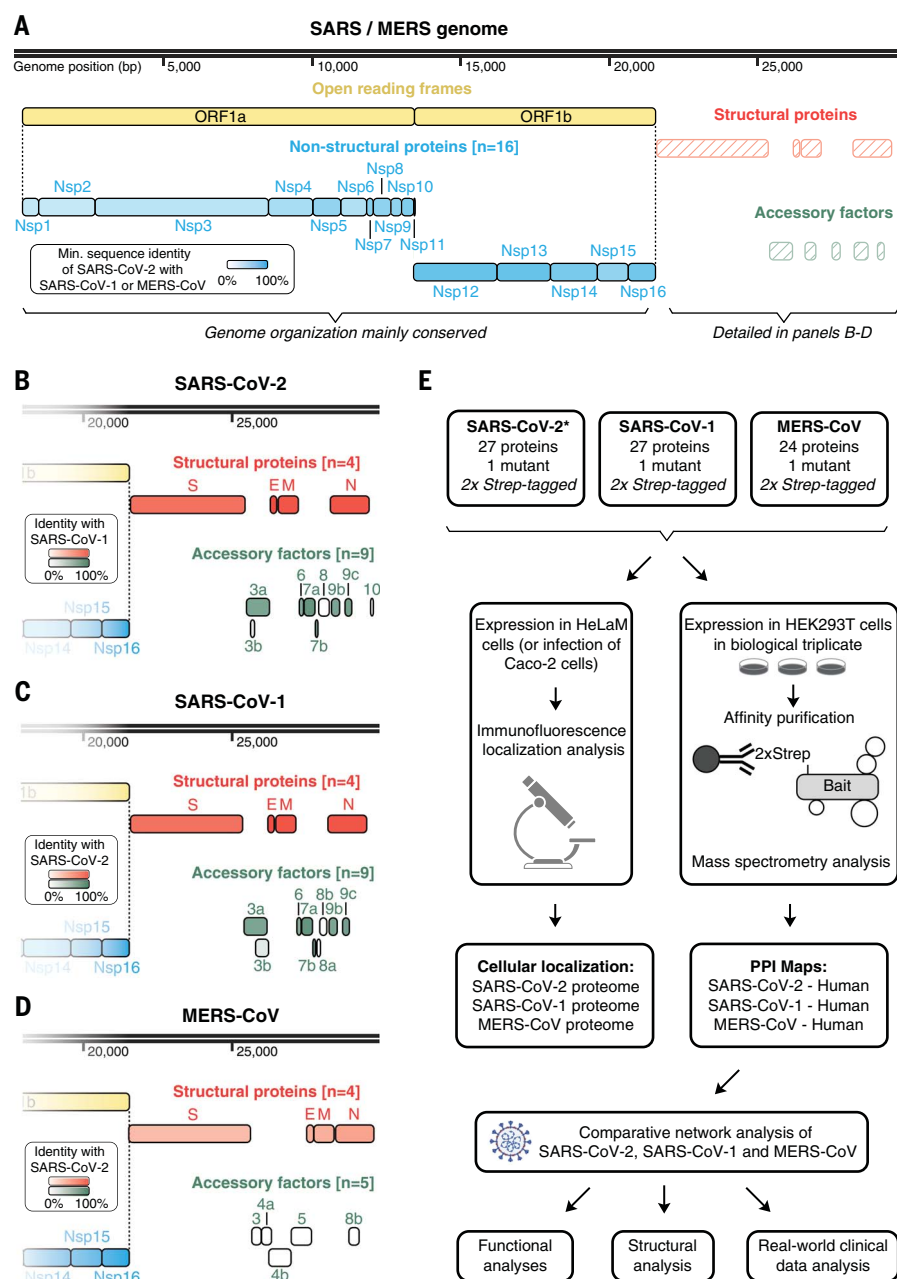 A
SARS / MERS genome
Genome position (bp)
5,000
10,000
15,000
20,000
25,000
Open reading frames
ORF1a
ORF1b
Structural proteins
Non-structural proteins [n=16]
Nsp8
Nsp2
Nsp4
Nsp6
Nsp10
Nsp1
Nsp3
Nsp5
Nsp9
Nsp7
Nsp11
Accessory factors
Min. sequence identity
of SARS-CoV-2 with
SARS-CoV-1 or MERS-CoV
0%
100%
Nsp13
Nsp15
Nsp12
Nsp14
Nsp16
Genome organization mainly conserved
Detailed in panels B-D
B
SARS-CoV-2
20,000
25,000
1b
Structural proteins [n=4]
S
E
M
N
Identity with
SARS-CoV-1
0%
100%
Accessory factors [n=9]
6
8
9c
3a
7a
9b
10
3b
7b
Nsp15
Nsp14
Nsp16
C
SARS-CoV-1
20,000
25,000
1b
Structural proteins [n=4]
S
E
M
N
Identity with
SARS-CoV-2
0%
100%
Accessory factors [n=9]
6
8b
9c
3a
7a
9b
3b
7b
8a
Nsp15
Nsp14
Nsp16
D
MERS-CoV
20,000
25,000
b
Structural proteins [n=4]
S
E
M
N
Identity with
SARS-CoV-2
0%
100%
Accessory factors [n=5]
4a
3
5
8b
4b
Nsp15
Nsp14
Nsp16
E
SARS-CoV-2*
27 proteins
1 mutant
2x Strep-tagged
SARS-CoV-1
27 proteins
1 mutant
2x Strep-tagged
MERS-CoV
24 proteins
1 mutant
2x Strep-tagged
Expression in HeLaM
cells (or infection of
Caco-2 cells)
Immunofluorescence
localization analysis
Expression in HEK293T cells
in biological triplicate
Affinity purification
2xStrep
Bait
Mass spectrometry analysis
Cellular localization:
SARS-CoV-2 proteome
SARS-CoV-1 proteome
MERS-CoV proteome
PPI Maps:
SARS-CoV-2 - Human
SARS-CoV-1 - Human
MERS-CoV - Human
Comparative network analysis of
SARS-CoV-2, SARS-CoV-1 and MERS-CoV
Functional
analyses
Structural
analysis
Real-world clinical
data analysis